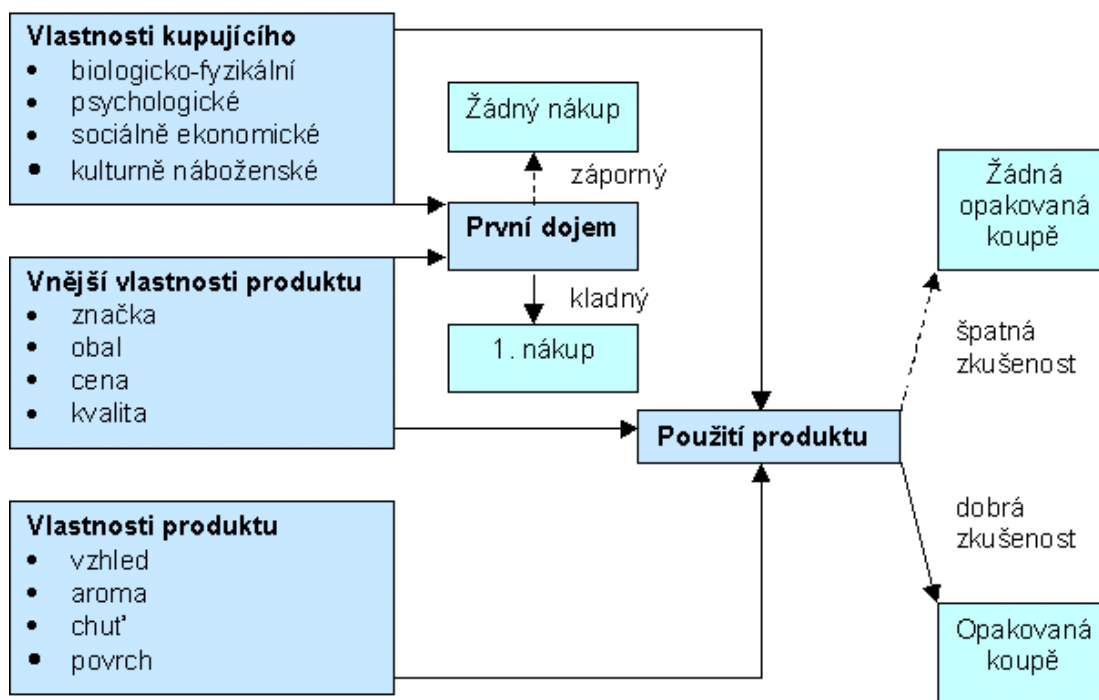 Vlastnosti kupujícího
• biologicko-fyzikální
• psychologické
• sociálně ekonomické
• kulturně náboženské
Žádný nákup
záporný
První dojem
kladný
1. nákup
Vnější vlastnosti produktu
• značka
• obal
• cena
• kvalita
Použití produktu
Vlastnosti produktu
• vzhled
• aroma
• chuť
• povrch
Žádná
opakovaná
koupě
špatná
zkušenost
dobrá
zkušenost
Opakovaná
koupě